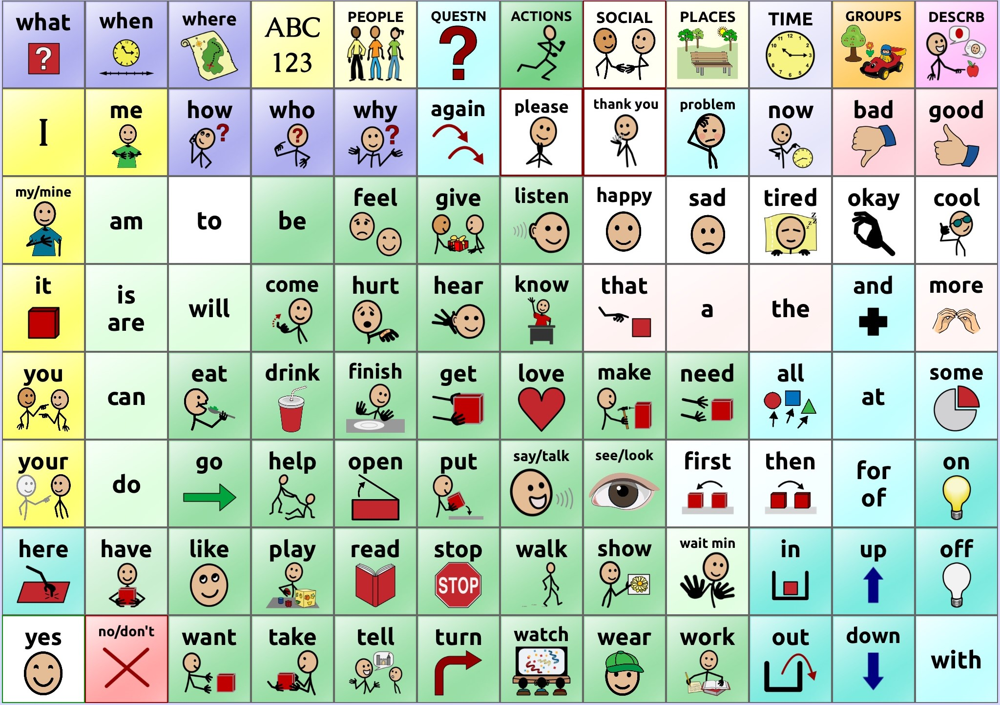 what
when
where
ABC
123
PEOPLE
QUESTN
?
ACTIONS
SOCIAL
PLACES
TIME
GROUPS
DESCRB
I
me
how
who
why
again
please
thank you
problem
now
bad
good
my/mine
am
to
be
feel
give
listen
happy
sad
tired
z z z
okay
cool
it
is
are
will
come
hurt
hear
know
that
a
the
and
more
you
can
eat
drink
finish
get
love
make
need
all
at
some
your
do
go
help
open
put
say/talk
see/look
first
then
for
of
on
here
have
like
play
read
stop
STOP
walk
show
wait min
in
up
off
yes
no/don't
want
take
tell
turn
watch
wear
work
out
down
with